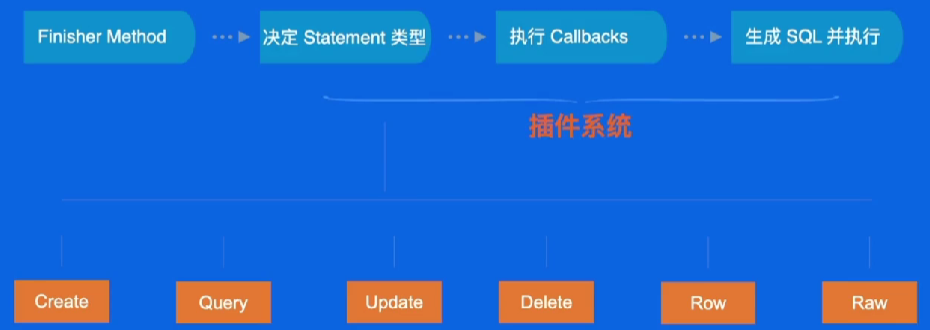 Finisher Method
决定 Statement 类型
执行 Callbacks
生成 SQL 并执行
插件系统
Create
Query
Update
Delete
Row
Raw